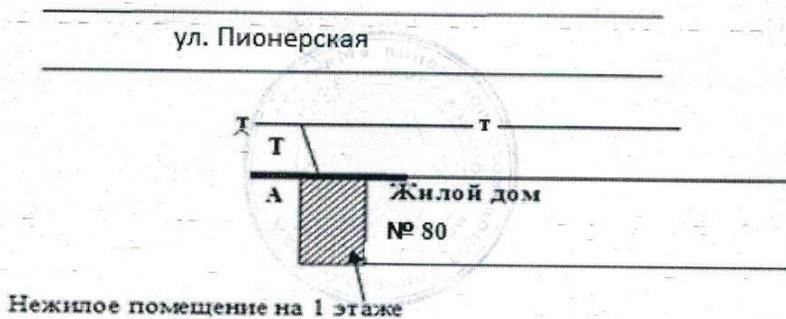 ул. Пионерская
т т
Т
А Жилой дом
№ 80
Нежилое помещение на 1 этаже